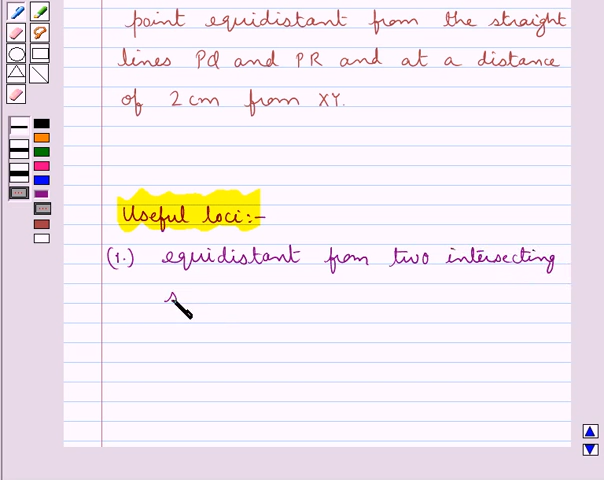 point equidistant from the straight
lines PQ and PR and at a distance
of 2 cm from XY.
Useful loci:-
(1.) equidistant from two intersecting
s